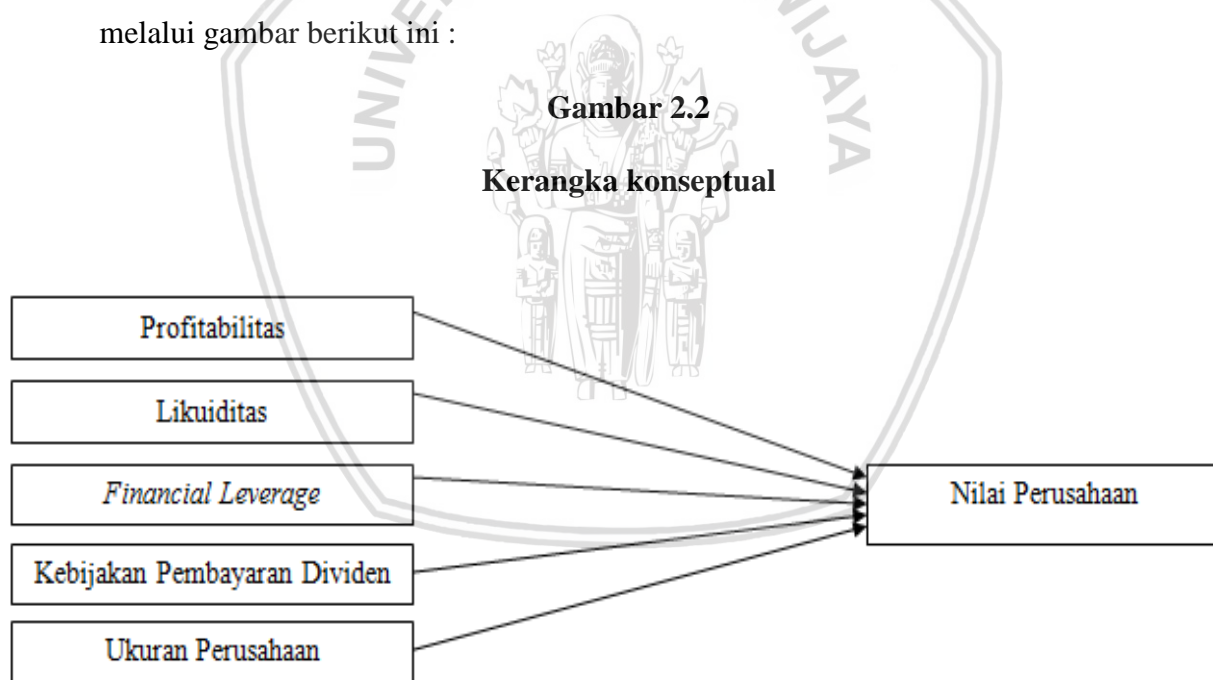 melalui gambar berikut ini :
Gambar 2.2
Kerangka konseptual
Profitabilitas
Likuiditas
Financial Leverage
Kebijakan Pembayaran Dividen
Ukuran Perusahaan
Nilai Perusahaan